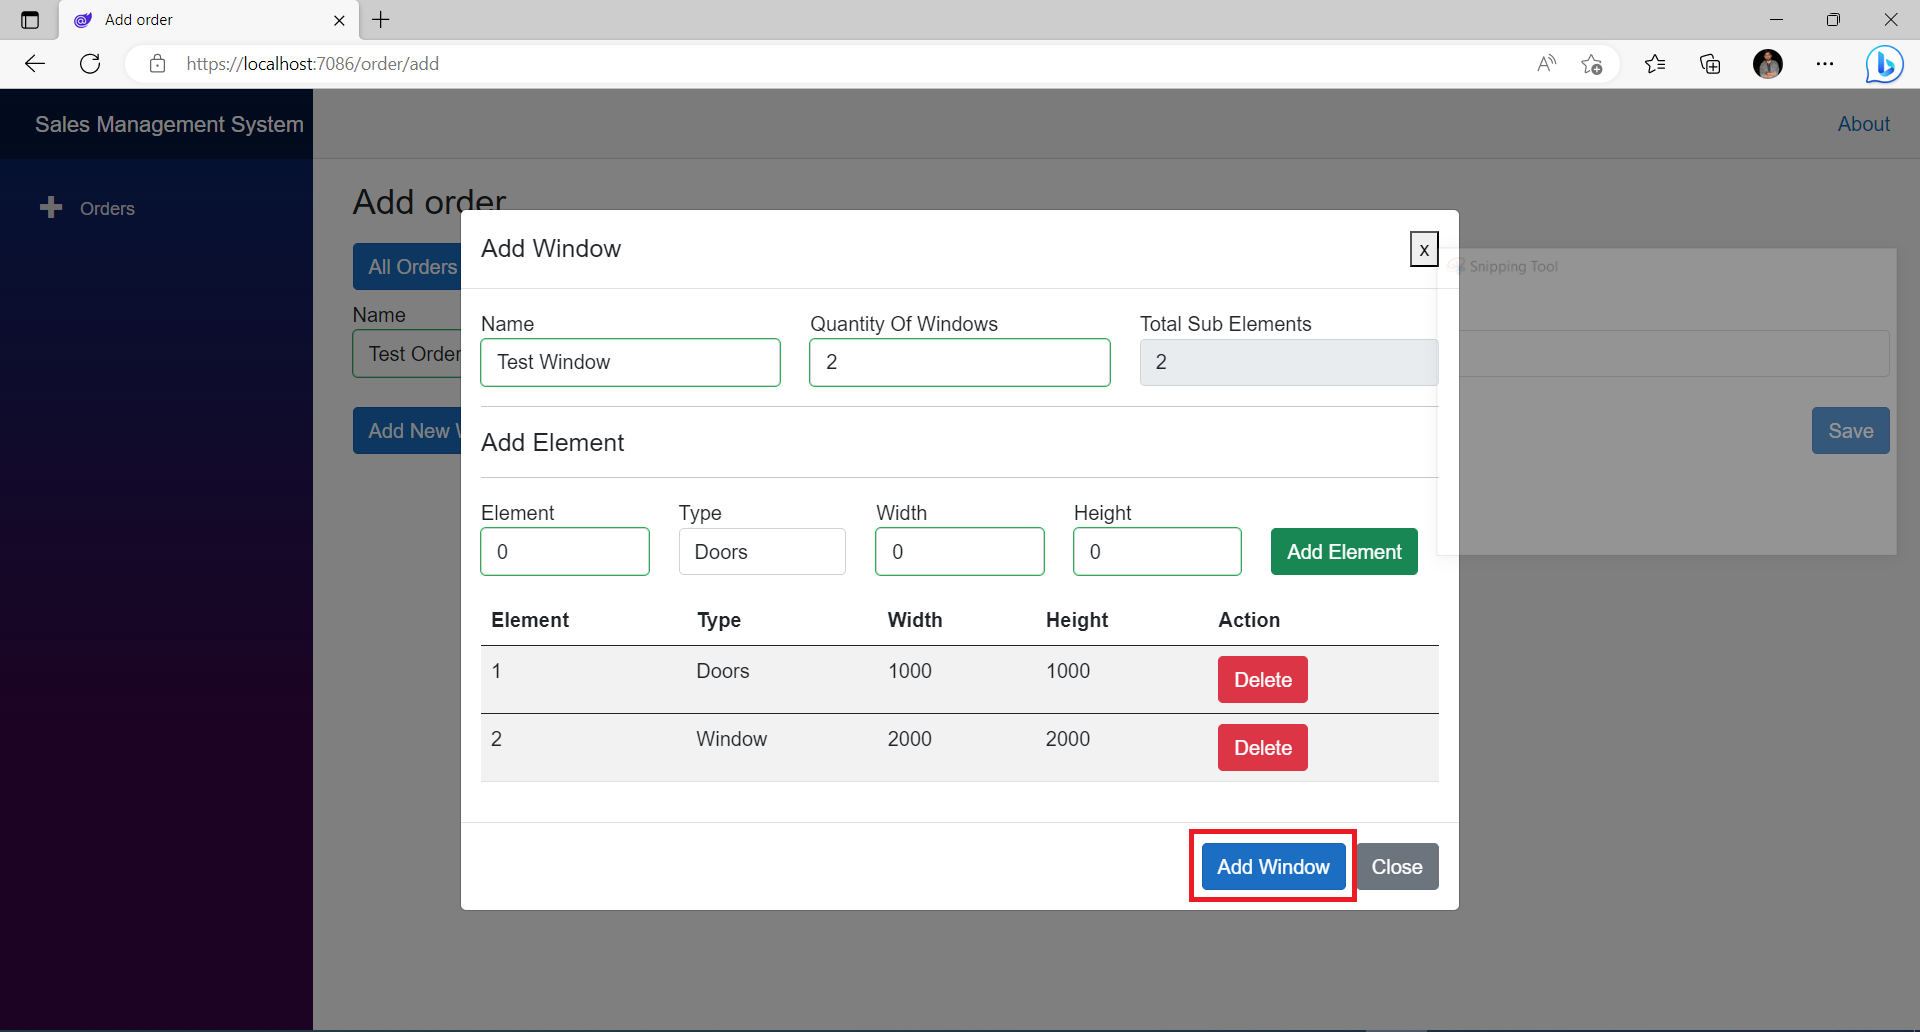 Add order
https://localhost:7086/order/add
Sales Management System
About
Orders
Add order
All Orders
Name
Test Order
Add New
Save
Snipping Tool
Add Window
x
Name
Quantity Of Windows
Total Sub Elements
Test Window
2
2
Add Element
Element
Type
Width
Height
0
Doors
0
0
Add Element
Element Type Width Height Action
1 Doors 1000 1000 Delete
2 Window 2000 2000 Delete
Add Window
Close